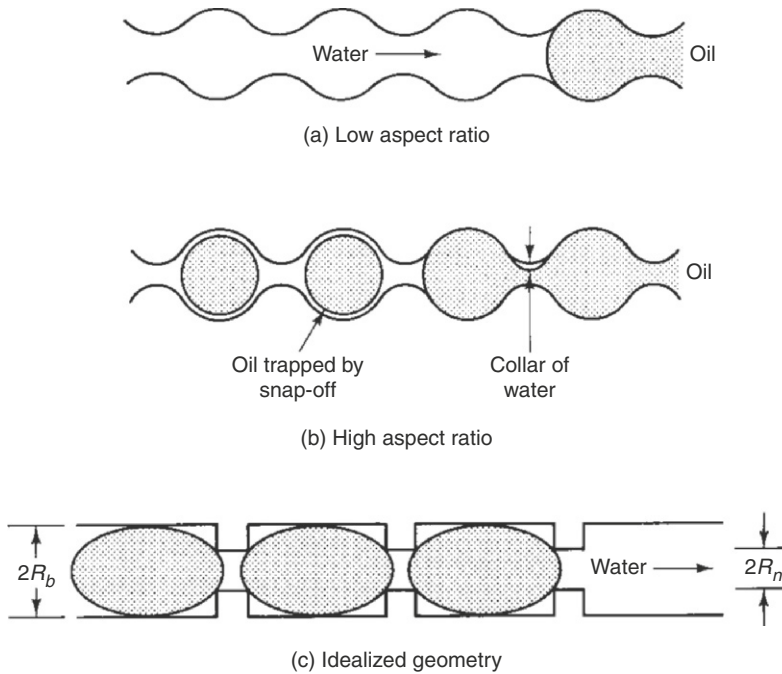 Water
Oil
(a) Low aspect ratio
Oil
Oil trapped by
snap-off
Collar of
water
(b) High aspect ratio
2R_b
Water
2R_n
(c) Idealized geometry